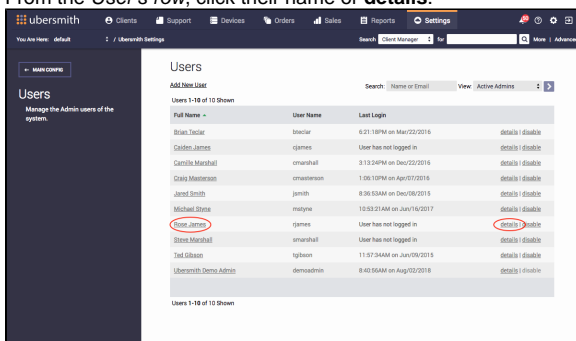 From the User's row, click their name or details.
ubersmith Clients Support Devices Orders Sales Reports Settings
You Are Here: default / Ubersmith Settings Search Client Manager for More | Advanced
← MAIN CONFIG
Users
Manage the Admin users of the
system.
Users
Add New User Search: Name or Email View: Active Admins
Users 1-10 of 10 Shown
Full Name User Name Last Login
Brian Teclar bteclar 6:21:18PM on Mar/22/2016 details | disable
Caiden James cjames User has not logged in details | disable
Camille Marshall cmarshall 3:13:24PM on Dec/22/2016 details | disable
Craig Masterson cmasterson 1:06:10PM on Apr/07/2016 details | disable
Jared Smith jsmith 8:36:53AM on Dec/08/2015 details | disable
Michael Styne mstyne 10:53:21AM on Jun/16/2017 details | disable
Rose James rjames User has not logged in details | disable
Steve Marshall smarshall User has not logged in details | disable
Ted Gibson tgibson 11:57:34AM on Jun/09/2015 details | disable
Ubersmith Demo Admin demoadmin 8:40:56AM on Aug/02/2018 details | disable
Users 1-10 of 10 Shown